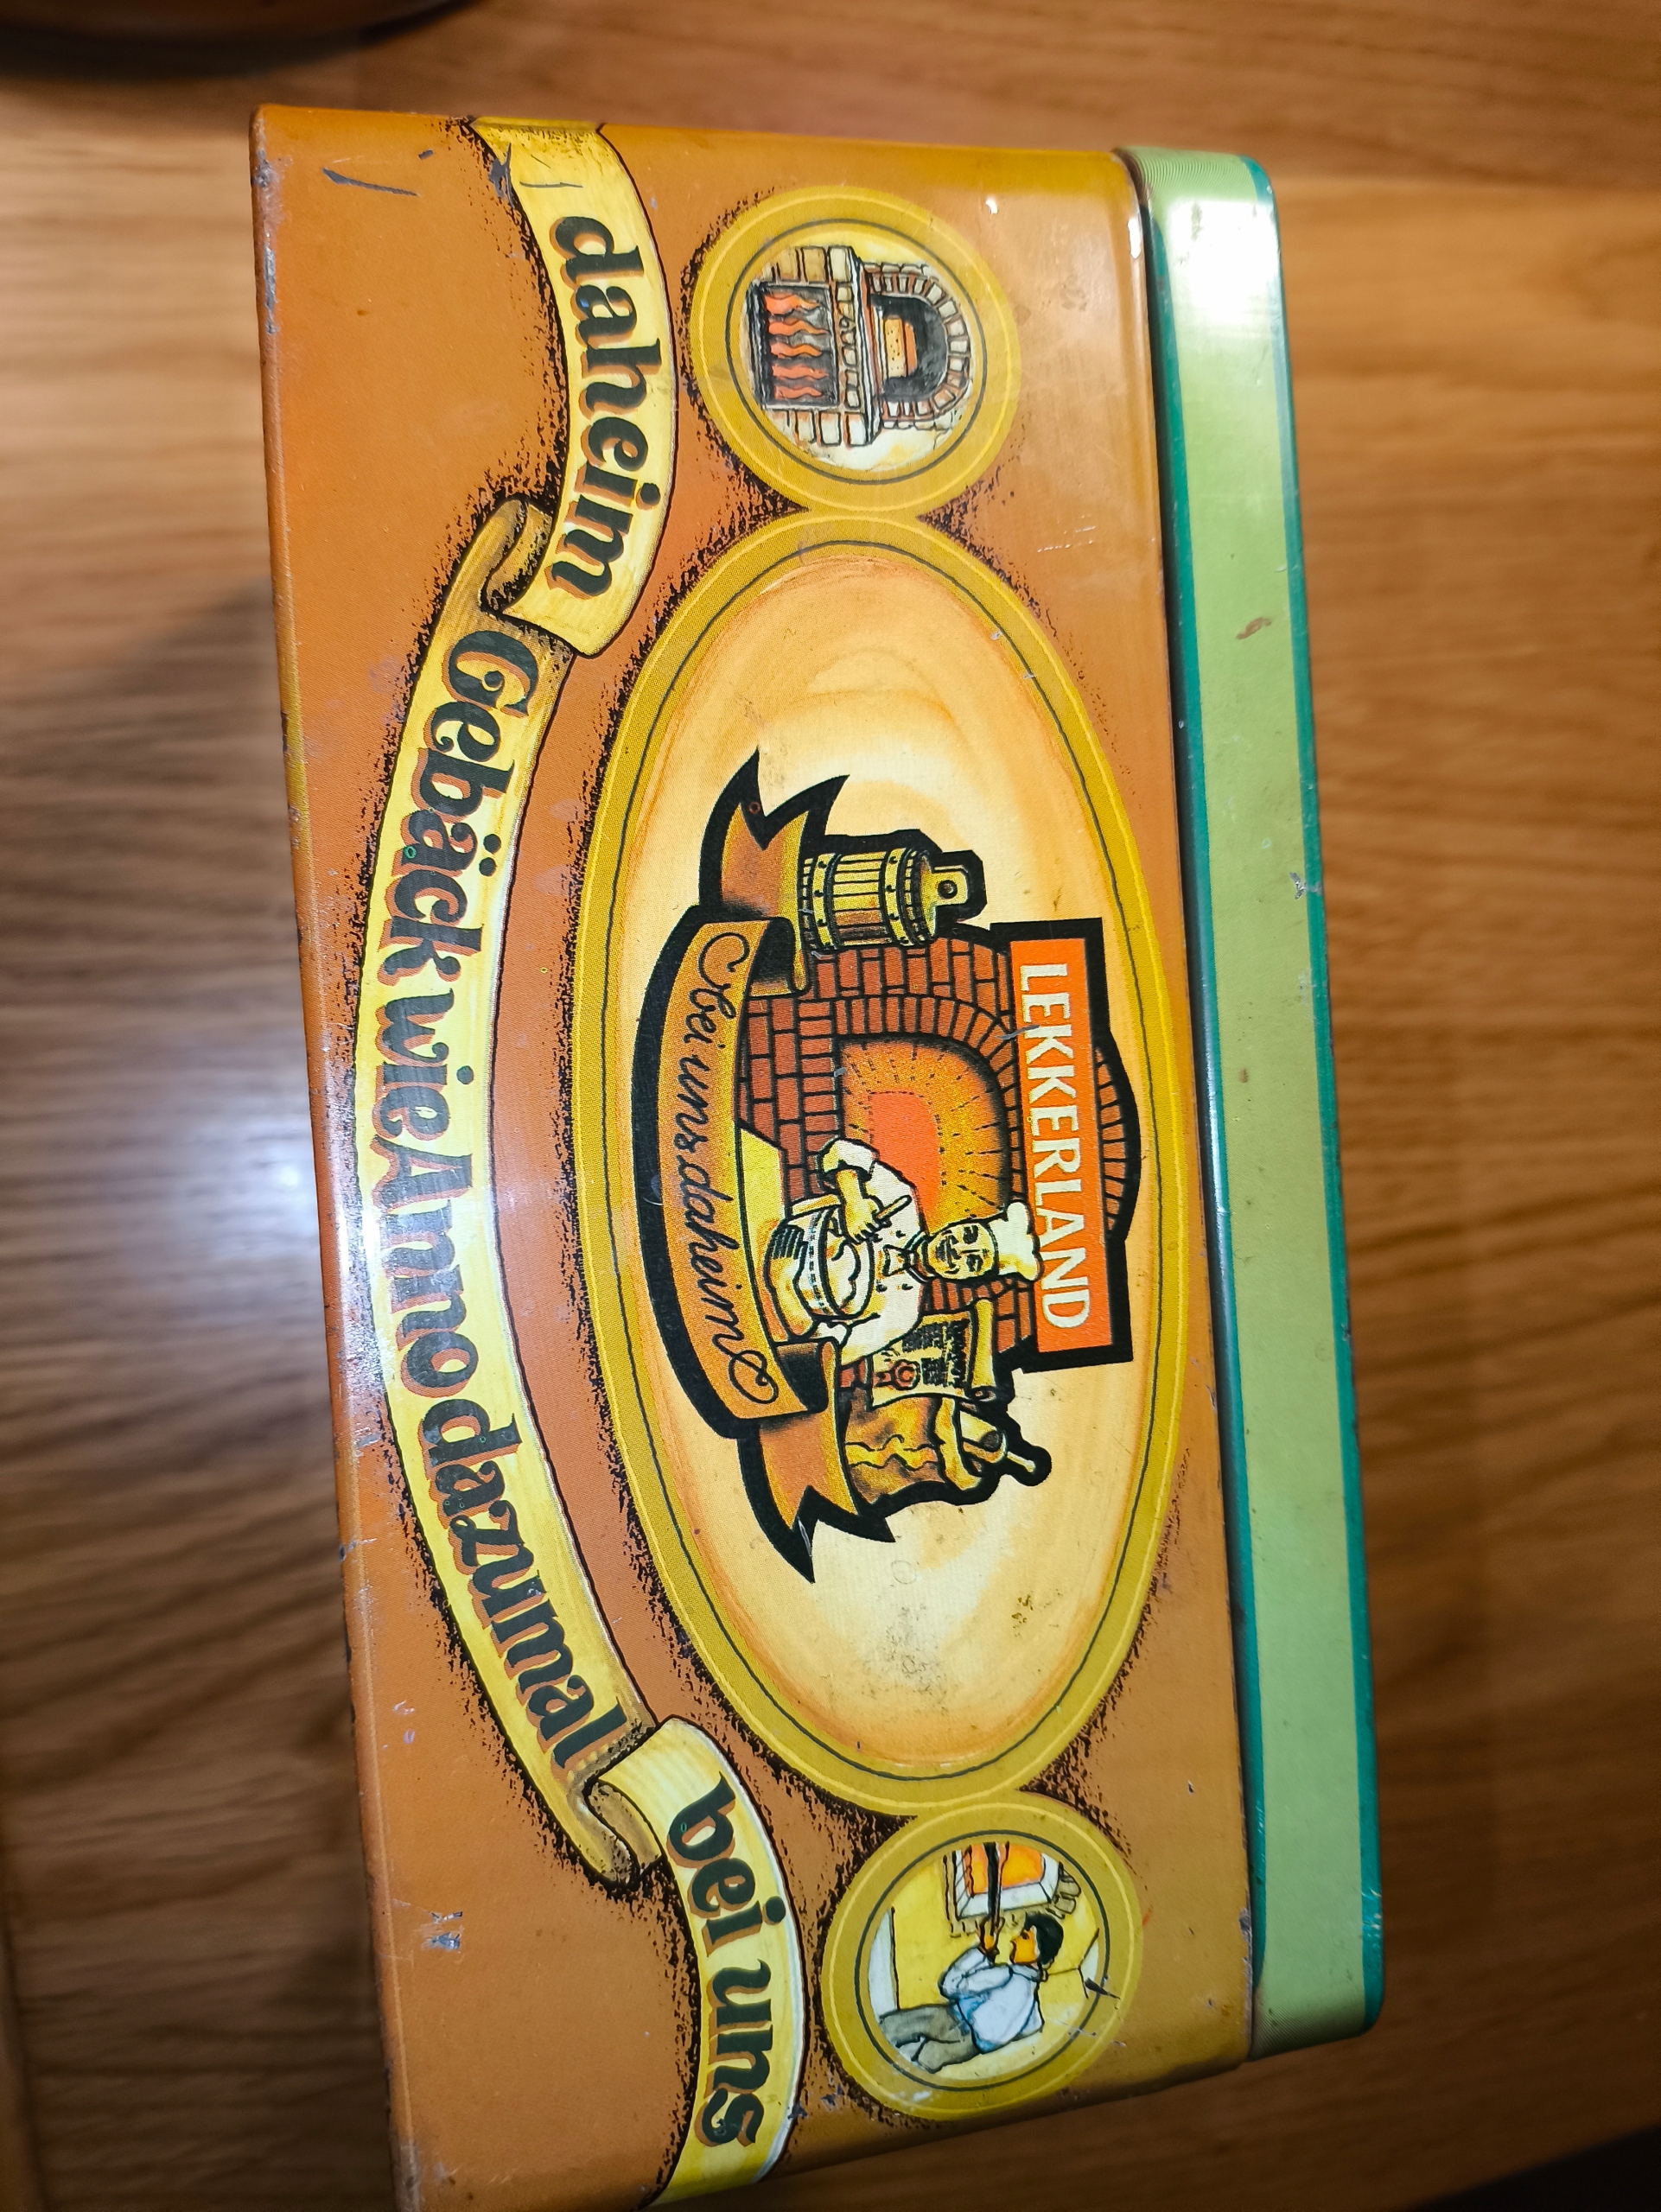 LEKKERLAND
bei uns daheim
daheim
Gebäck wie Anno dazumal
bei uns